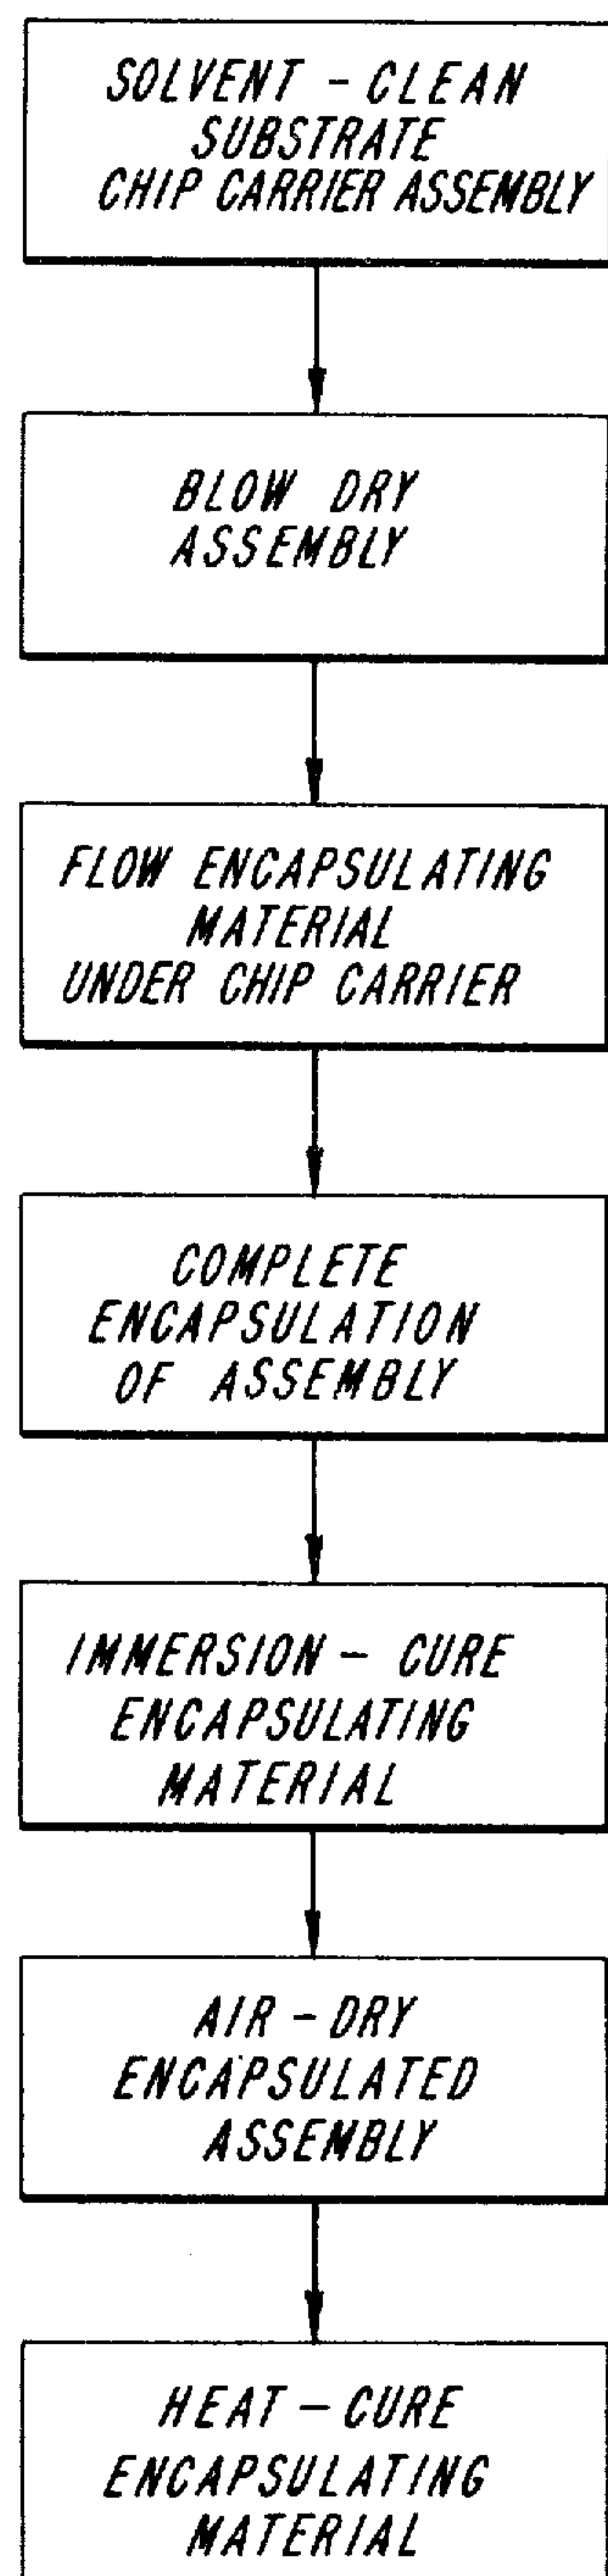 SOLVENT - CLEAN
SUBSTRATE
CHIP CARRIER ASSEMBLY
BLOW DRY
ASSEMBLY
FLOW ENCAPSULATING
MATERIAL
UNDER CHIP CARRIER
COMPLETE
ENCAPSULATION
OF ASSEMBLY
IMMERSION - CURE
ENCAPSULATING
MATERIAL
AIR - DRY
ENCAPSULATED
ASSEMBLY
HEAT - CURE
ENCAPSULATING
MATERIAL